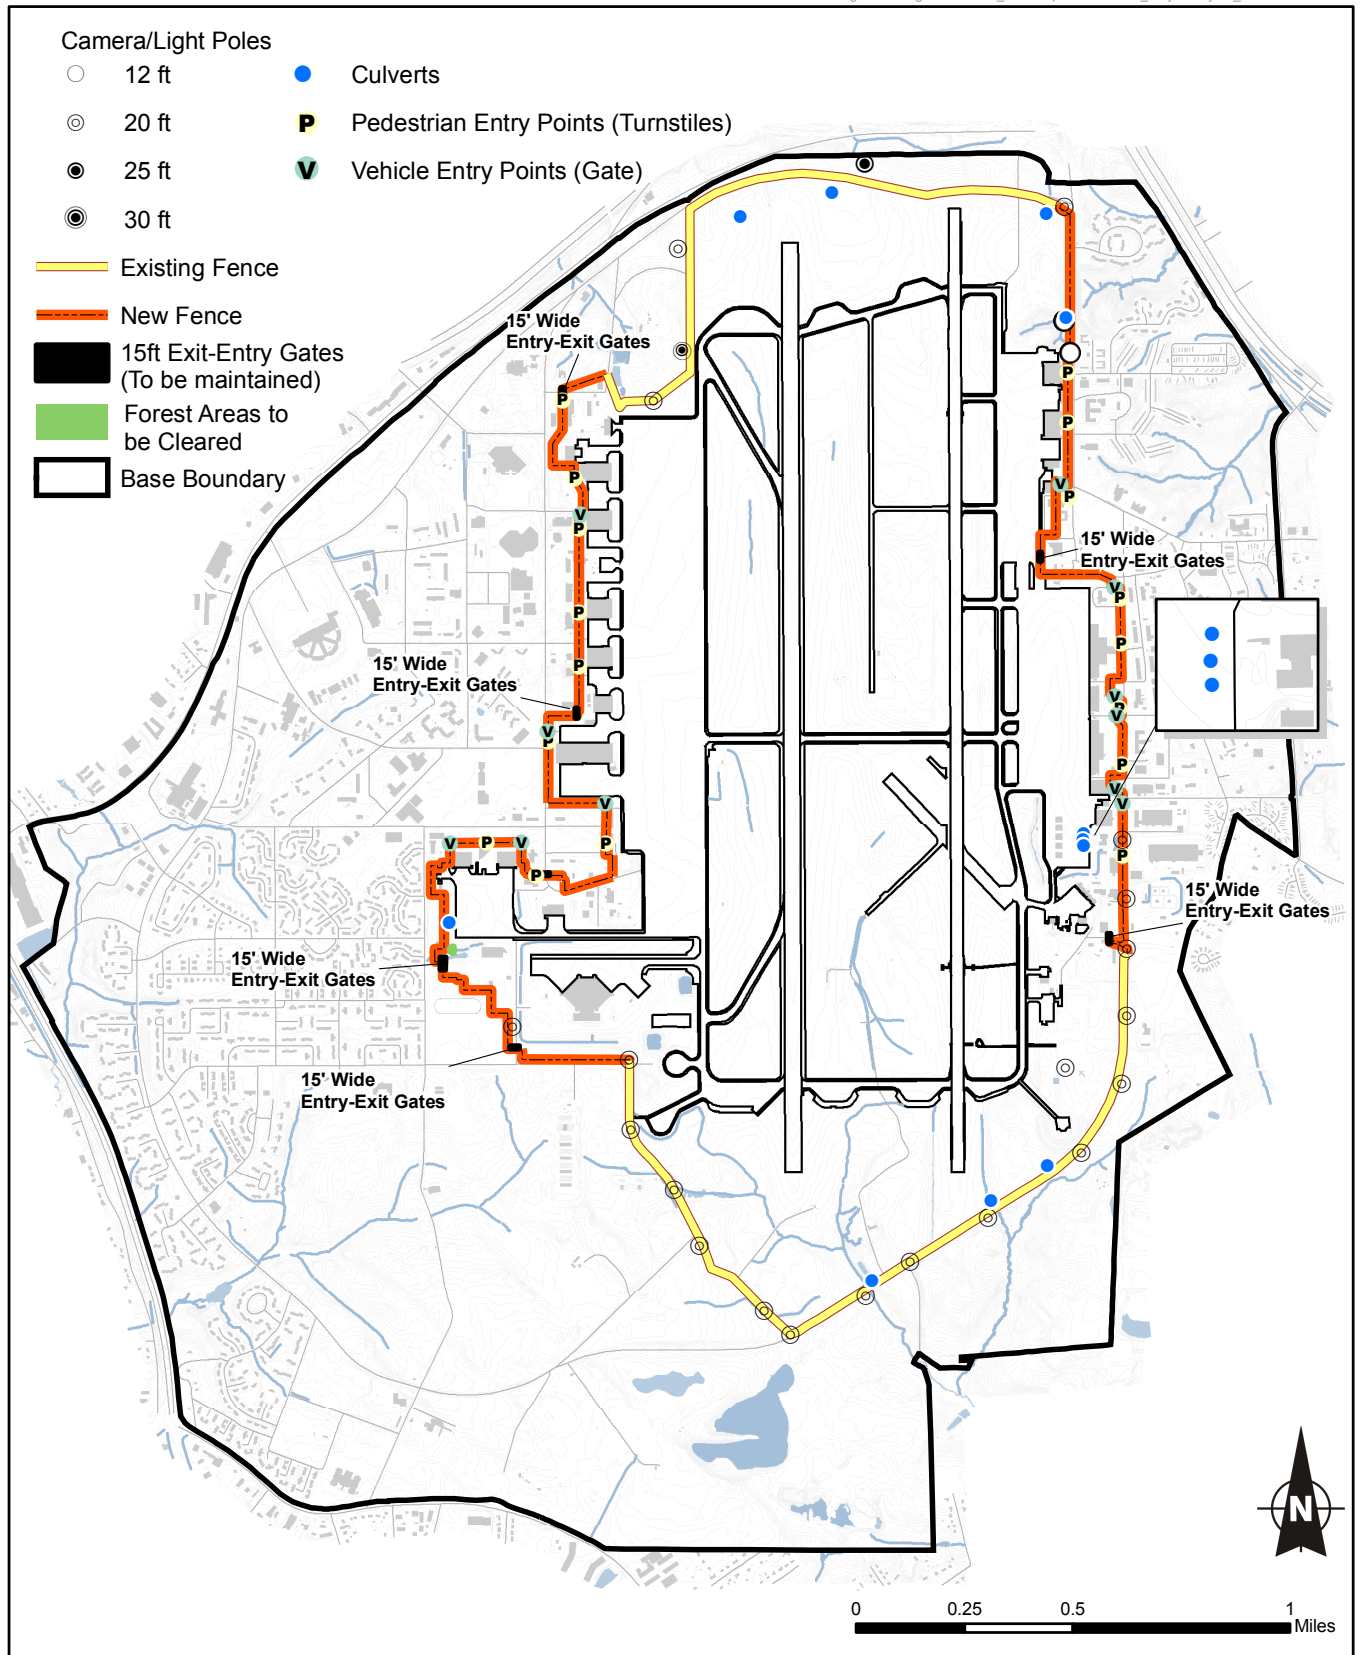 Camera/Light Poles
12 ft
Culverts
20 ft
P
Pedestrian Entry Points (Turnstiles)
25 ft
V
Vehicle Entry Points (Gate)
30 ft
Existing Fence
New Fence
15ft Exit-Entry Gates
(To be maintained)
Forest Areas to
be Cleared
Base Boundary
15' Wide
Entry-Exit Gates
P
P
P
P
V
P
V
P
15' Wide
Entry-Exit Gates
V
P
P
P
15' Wide
Entry-Exit Gates
P
V
P
V
P
V
P
V
V
V
P
V
P
V
P
P
15' Wide
Entry-Exit Gates
15' Wide
Entry-Exit Gates
15' Wide
Entry-Exit Gates
N
0
0.25
0.5
1
Miles